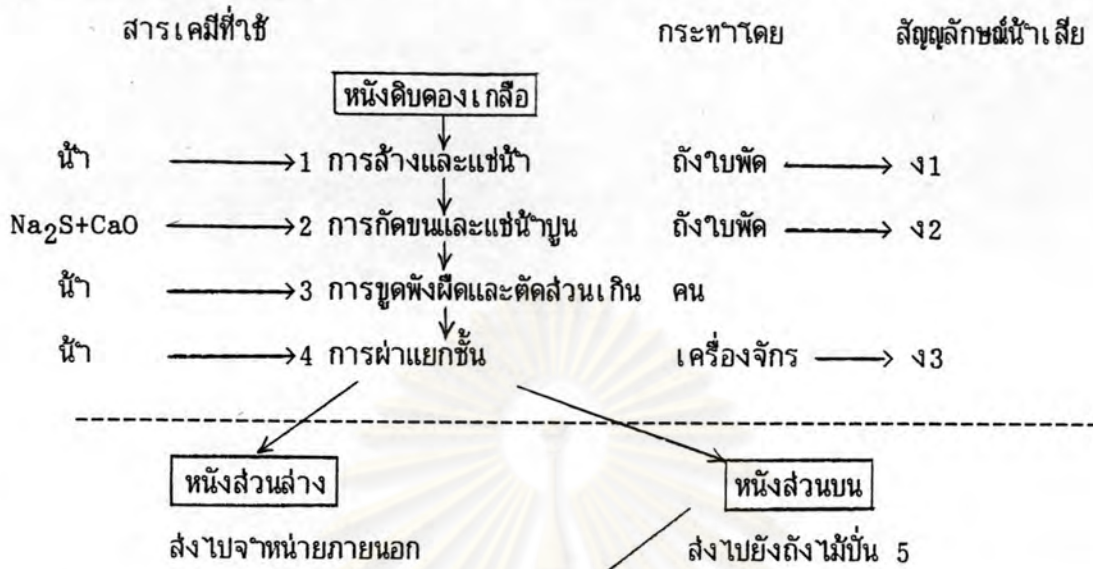 สารเคมีที่ใช้ กระทำโดย สัญญลักษณ์น้ำเสีย
หนังดิบดองเกลือ
น้ำ 1 การล้างและแช่น้ำ ถังใบพัด ง1
Na₂S+CaO 2 การกัดขนและแช่น้ำปูน ถังใบพัด ง2
น้ำ 3 การขูดพังผืดและตัดส่วนเกิน คน
น้ำ 4 การผ่าแยกชั้น เครื่องจักร ง3
หนังส่วนล่าง หนังส่วนบน
ส่งไปจำหน่ายภายนอก ส่งไปยังถังไม้ปั่น 5